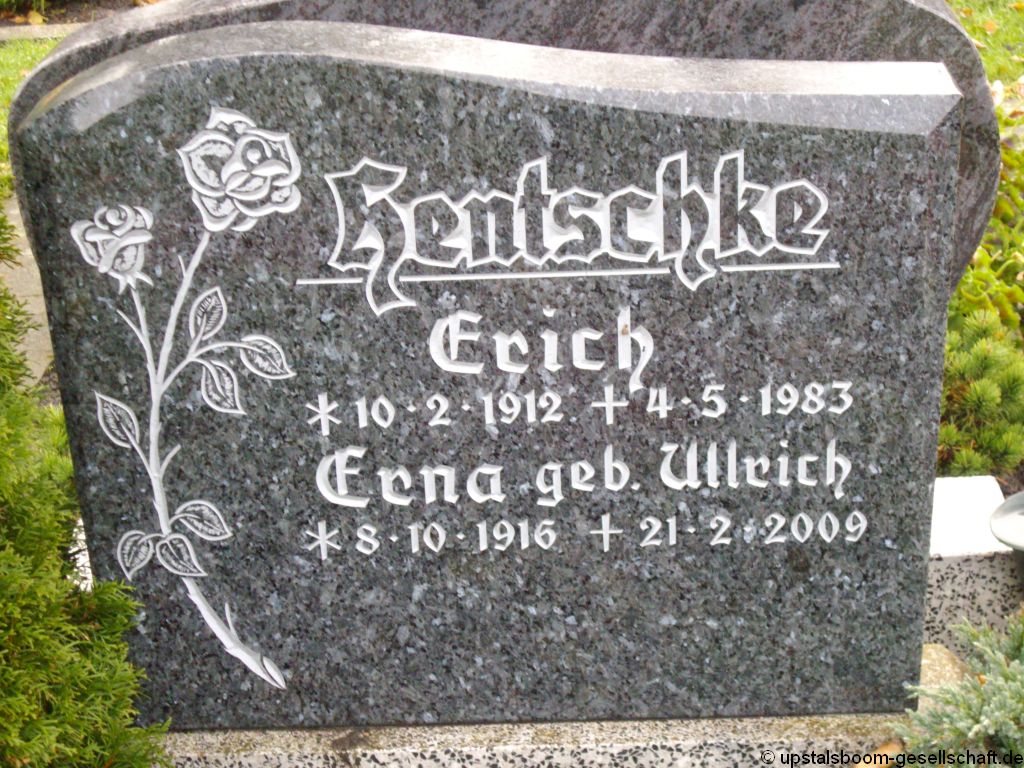 Hentschke
Erich
* 10·2·1912 † 4·5·1983
Erna geb. Ullrich
* 8·10·1916 † 21·2·2009
© upstalsboom-gesellschaft.de